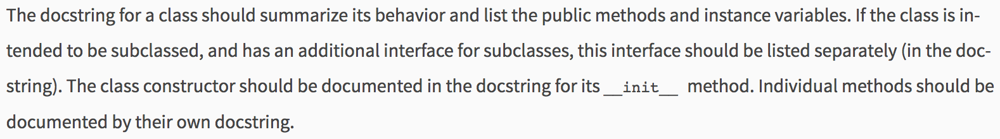 The docstring for a class should summarize its behavior and list the public methods and instance variables. If the class is in-
tended to be subclassed, and has an additional interface for subclasses, this interface should be listed separately (in the doc-
string). The class constructor should be documented in the docstring for its __init__ method. Individual methods should be
documented by their own docstring.